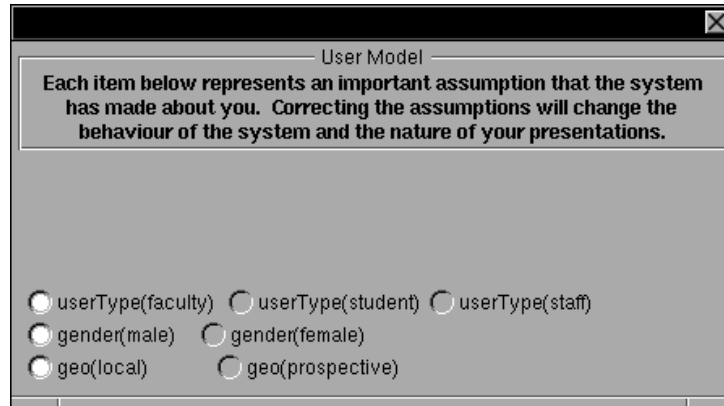 User Model
Each item below represents an important assumption that the system
has made about you. Correcting the assumptions will change the
behaviour of the system and the nature of your presentations.
userType(faculty) userType(student) userType(staff)
gender(male) gender(female)
geo(local) geo(prospective)